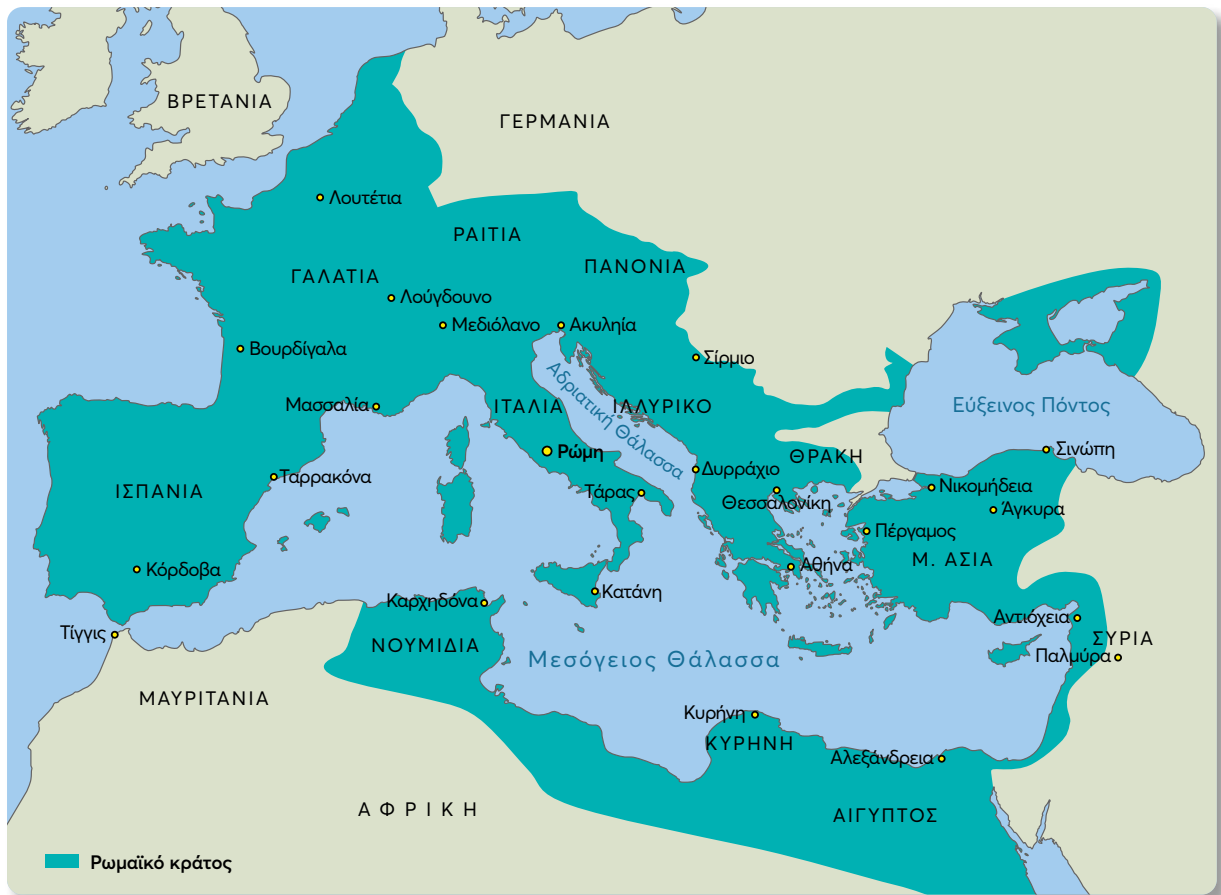 ΒΡΕΤΑΝΙΑ
ΓΕΡΜΑΝΙΑ
Λουτέτια
ΡΑΙΤΙΑ
ΠΑΝΟΝΙΑ
ΓΑΛΑΤΙΑ
Λούγδουνο
Μεδιόλανο
Ακυληία
Βουρδίγαλα
Σίρμιο
Αδριατική Θάλασσα
Μασσαλία
ΙΤΑΛΙΑ
ΙΛΛΥΡΙΚΟ
Εύξεινος Πόντος
Ρώμη
ΘΡΑΚΗ
Σινώπη
Δυρράχιο
Ταρρακόνα
ΙΣΠΑΝΙΑ
Τάρας
Θεσσαλονίκη
Νικομήδεια
Άγκυρα
Πέργαμος
Μ. ΑΣΙΑ
Κόρδοβα
Αθήνα
Κατάνη
Καρχηδόνα
Αντιόχεια
Τίγγις
ΝΟΥΜΙΔΙΑ
ΣΥΡΙΑ
Μεσόγειος Θάλασσα
Παλμύρα
ΜΑΥΡΙΤΑΝΙΑ
Κυρήνη
ΚΥΡΗΝΗ
Αλεξάνδρεια
ΑΦΡΙΚΗ
ΑΙΓΥΠΤΟΣ
Ρωμαϊκό κράτος